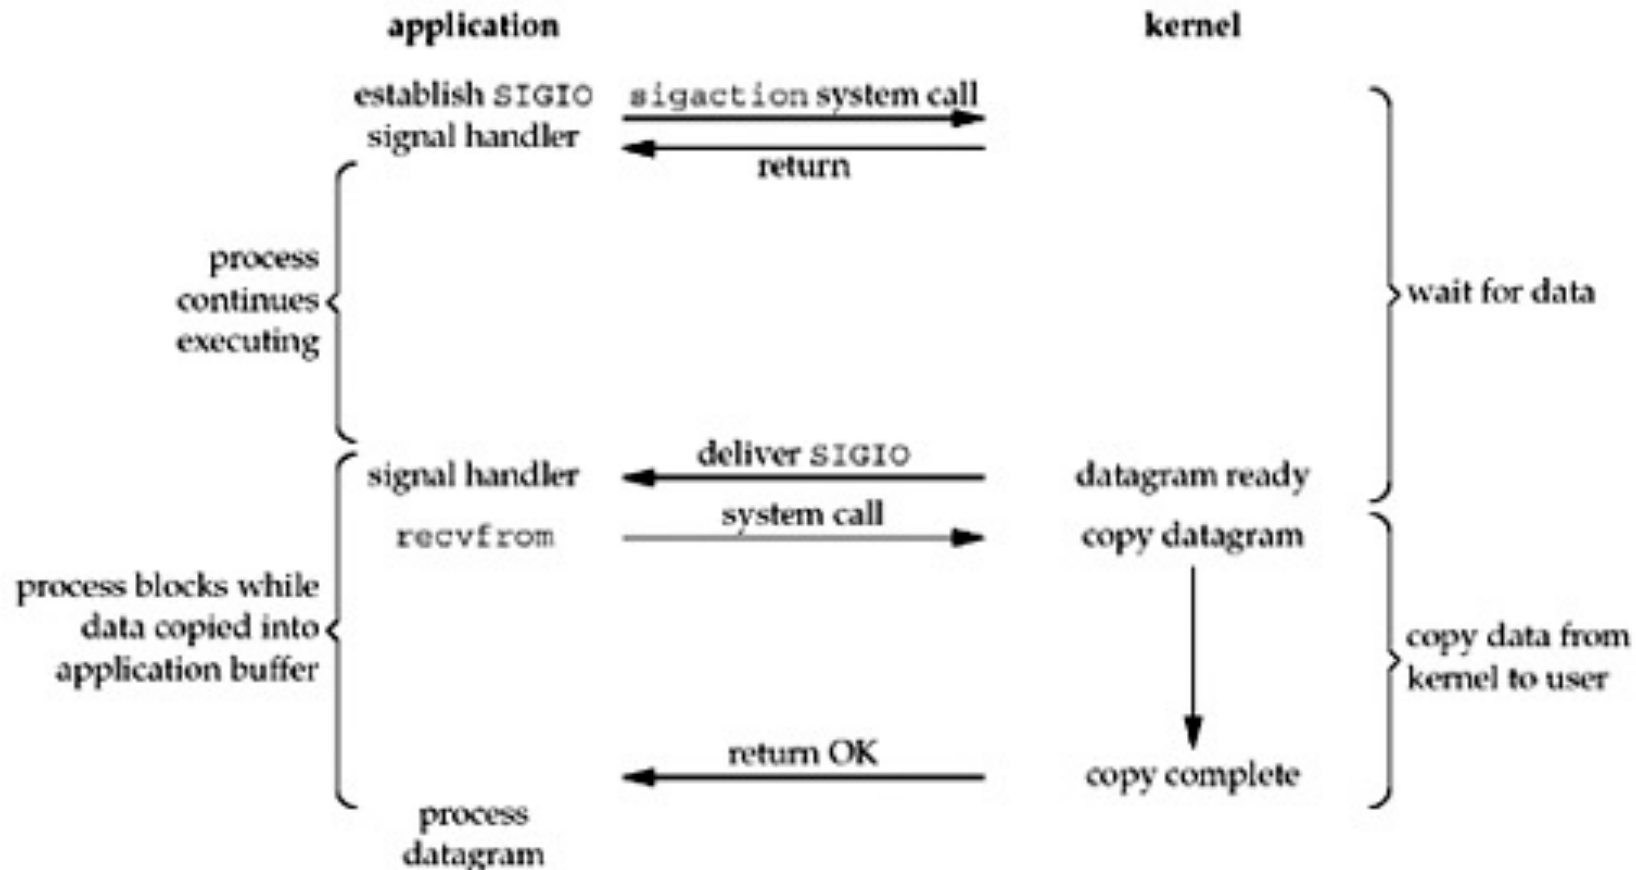 application
kernel
establish SIGIO
signal handler
sigaction system call
return
process
continues
executing
wait for data
signal handler
deliver SIGIO
datagram ready
recvfrom
system call
copy datagram
process blocks while
data copied into
application buffer
copy data from
kernel to user
return OK
copy complete
process
datagram